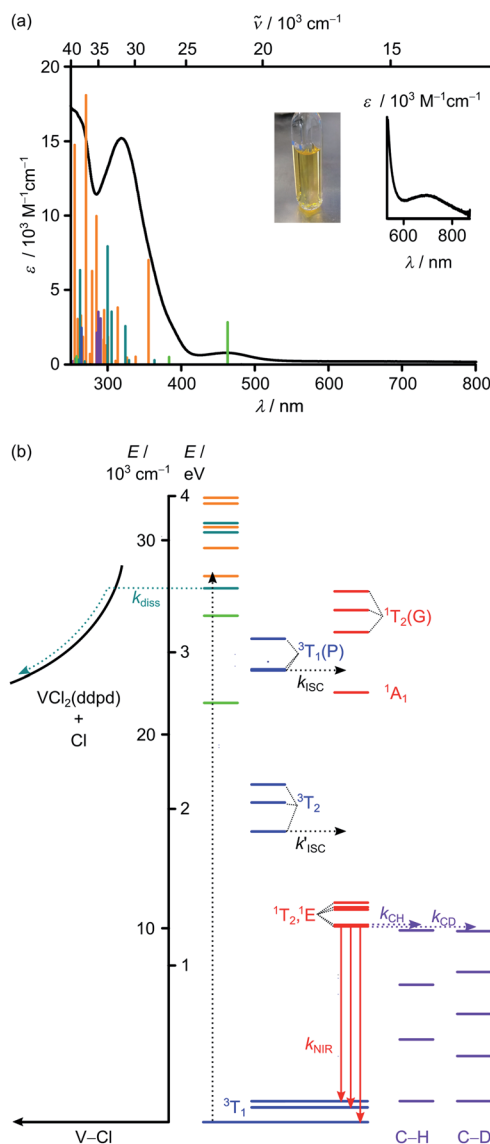 (a)
ṽ / 10³ cm⁻¹
40 35 30 25 20 15
20
15
10
5
0
ε / 10³ M⁻¹cm⁻¹
ε / 10³ M⁻¹cm⁻¹
600 800
λ / nm
300 400 500 600 700 800
λ / nm
(b)
E / 10³ cm⁻¹
E / eV
4
30
k_diss
¹T₂(G)
³T₁(P)
3
k_ISC
VCl₂(ddpd)
+
Cl
¹A₁
20
³T₂
2
k'_ISC
¹T₂,¹E
k_CH
k_CD
10
1
k_NIR
³T₁
V–Cl
C–H
C–D